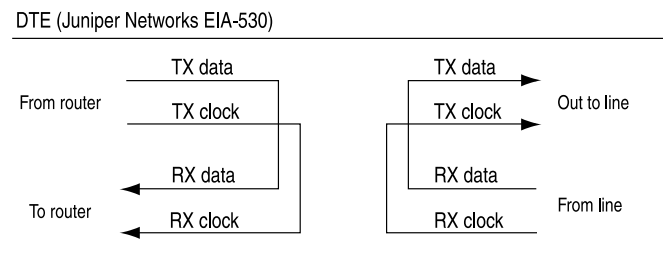 DTE (Juniper Networks EIA-530)
TX data
From router
TX clock
RX data
To router
RX clock
TX data
Out to line
TX clock
RX data
From line
RX clock